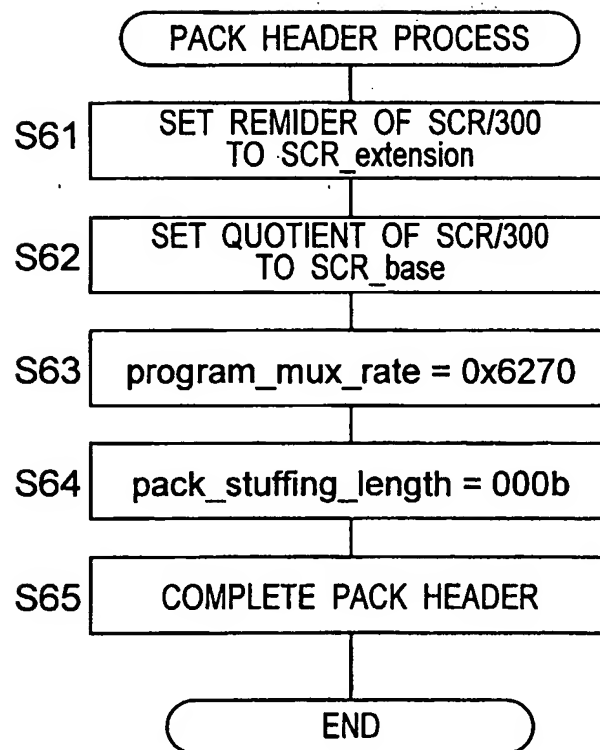 PACK HEADER PROCESS
S61
SET REMIDER OF SCR/300
TO SCR_extension
S62
SET QUOTIENT OF SCR/300
TO SCR_base
S63
program_mux_rate = 0x6270
S64
pack_stuffing_length = 000b
S65
COMPLETE PACK HEADER
END